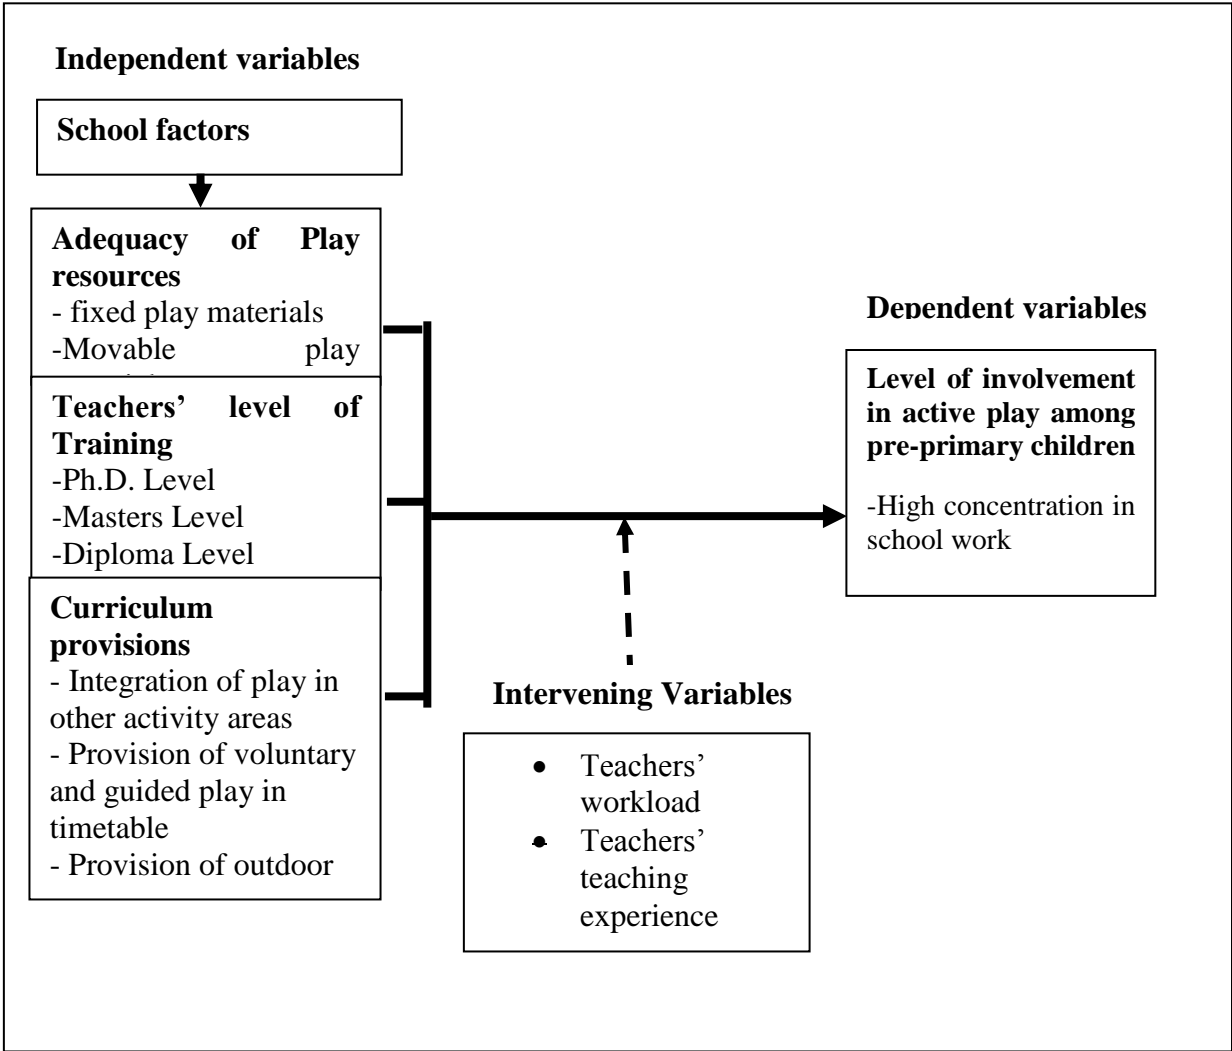 Independent variables
School factors
Adequacy of Play
resources
- fixed play materials
-Movable play
Teachers’ level of
Training
-Ph.D. Level
-Masters Level
-Diploma Level
Curriculum
provisions
- Integration of play in
other activity areas
- Provision of voluntary
and guided play in
timetable
- Provision of outdoor
Dependent variables
Level of involvement
in active play among
pre-primary children
-High concentration in
school work
Intervening Variables
• Teachers’
workload
• Teachers’
teaching
experience